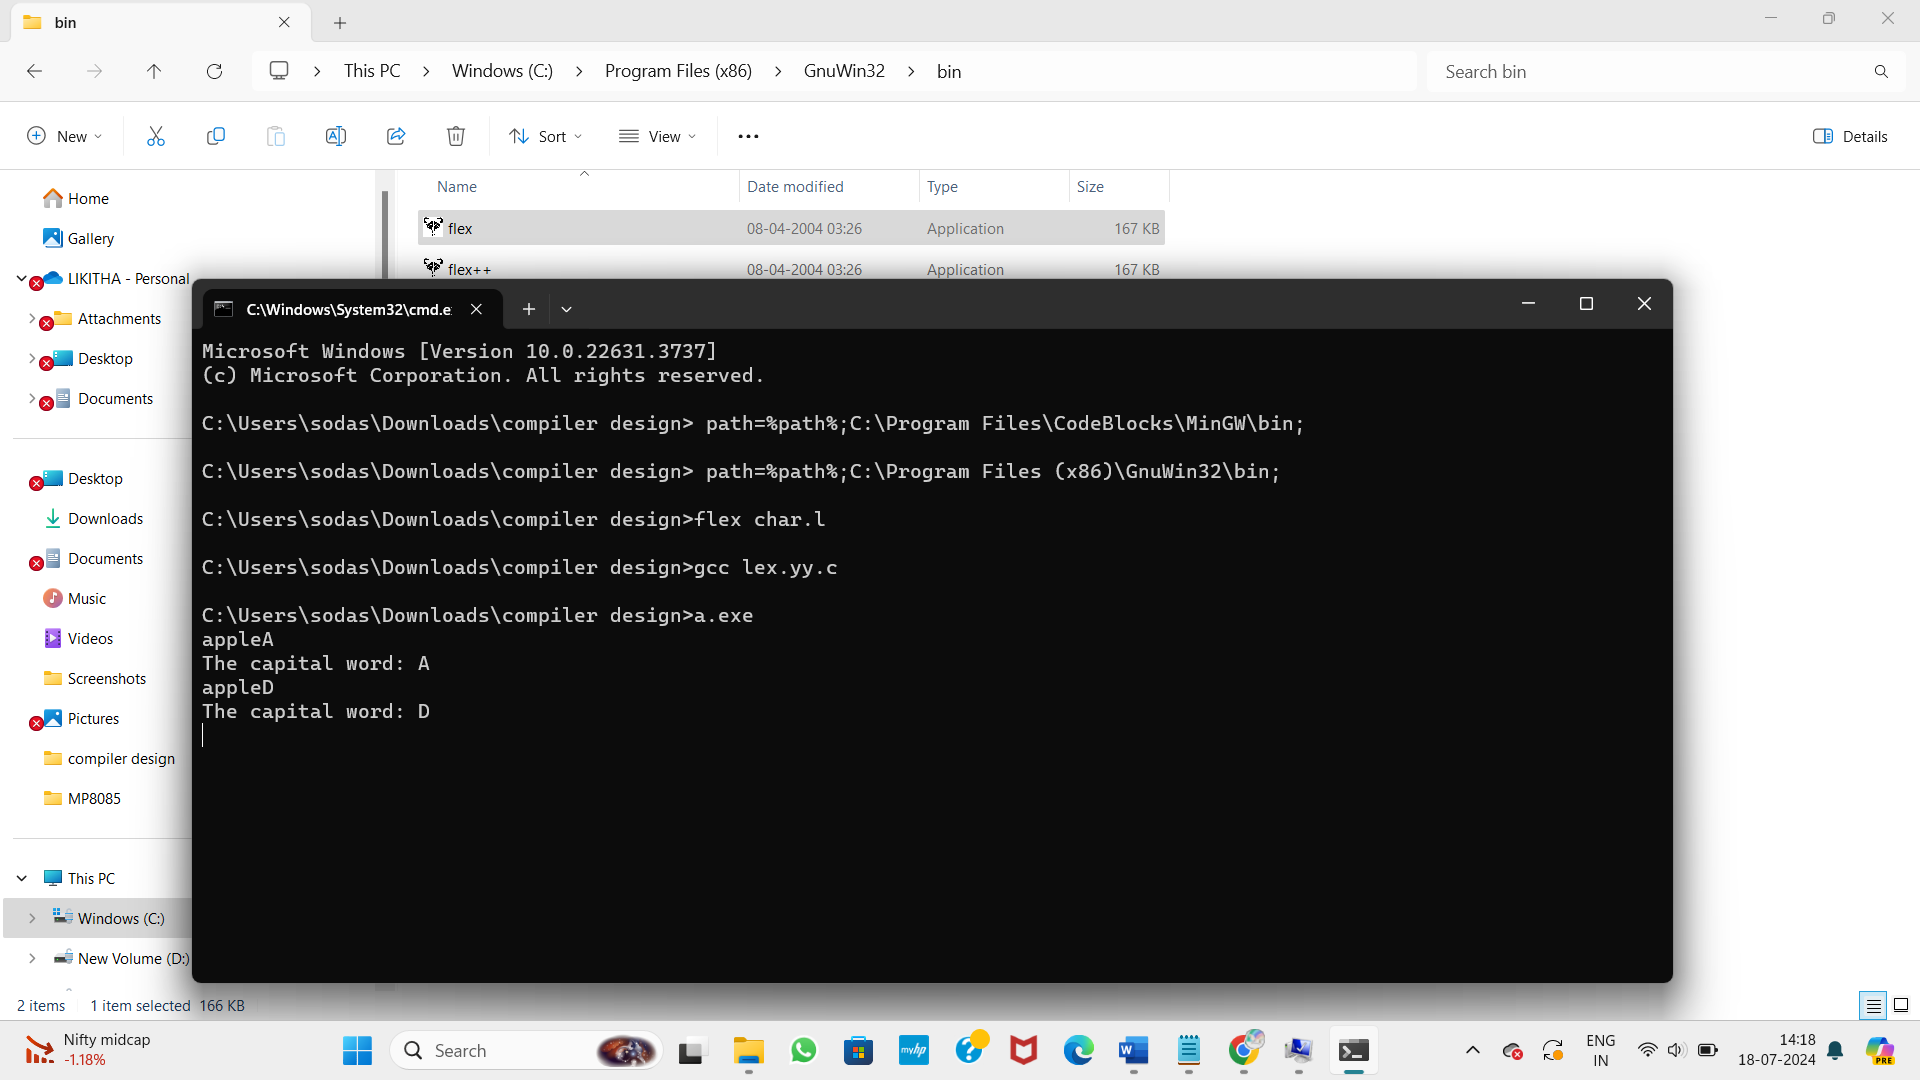 bin
This PC
Windows (C:)
Program Files (x86)
GnuWin32
bin
Search bin
New
Sort
View
Details
Name Date modified Type Size
flex 08-04-2004 03:26 Application 167 KB
flex++ 08-04-2004 03:26 Application 167 KB
Home
Gallery
LIKITHA - Personal
Attachments
Desktop
Documents
Desktop
Downloads
Documents
Music
Videos
Screenshots
Pictures
compiler design
MP8085
This PC
Windows (C:)
New Volume (D:)
C:\Windows\System32\cmd.e
Microsoft Windows [Version 10.0.22631.3737]
(c) Microsoft Corporation. All rights reserved.
C:\Users\sodas\Downloads\compiler design> path=%path%;C:\Program Files\CodeBlocks\MinGW\bin;
C:\Users\sodas\Downloads\compiler design> path=%path%;C:\Program Files (x86)\GnuWin32\bin;
C:\Users\sodas\Downloads\compiler design>flex char.l
C:\Users\sodas\Downloads\compiler design>gcc lex.yy.c
C:\Users\sodas\Downloads\compiler design>a.exe
appleA
The capital word: A
appleD
The capital word: D
2 items 1 item selected 166 KB
Nifty midcap
-1.18%
Search
myhp
ENG
IN
14:18
18-07-2024
PRE